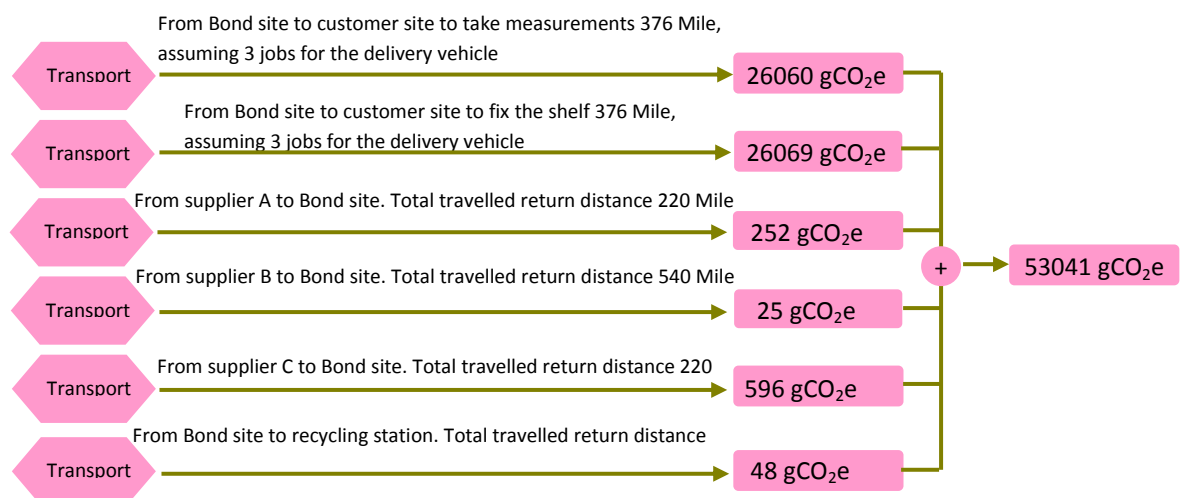 From Bond site to customer site to take measurements 376 Mile,
assuming 3 jobs for the delivery vehicle
Transport
26060 gCO₂e
From Bond site to customer site to fix the shelf 376 Mile,
assuming 3 jobs for the delivery vehicle
Transport
26069 gCO₂e
From supplier A to Bond site. Total travelled return distance 220 Mile
Transport
252 gCO₂e
+
53041 gCO₂e
From supplier B to Bond site. Total travelled return distance 540 Mile
Transport
25 gCO₂e
From supplier C to Bond site. Total travelled return distance 220
Transport
596 gCO₂e
From Bond site to recycling station. Total travelled return distance
Transport
48 gCO₂e